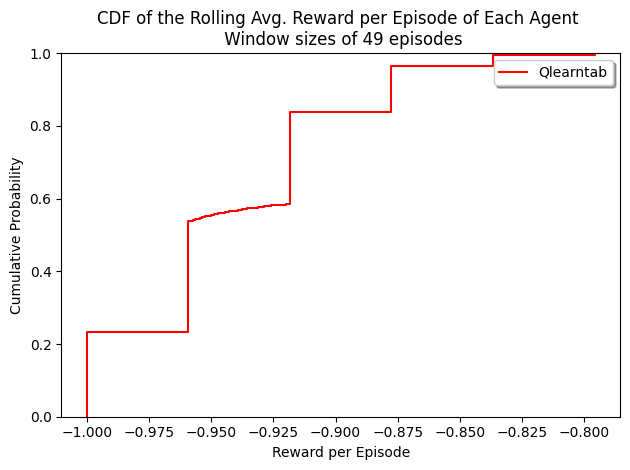 CDF of the Rolling Avg. Reward per Episode of Each Agent
Window sizes of 49 episodes
Qlearntab
Cumulative Probability
1.0
0.8
0.6
0.4
0.2
0.0
−1.000 −0.975 −0.950 −0.925 −0.900 −0.875 −0.850 −0.825 −0.800
Reward per Episode